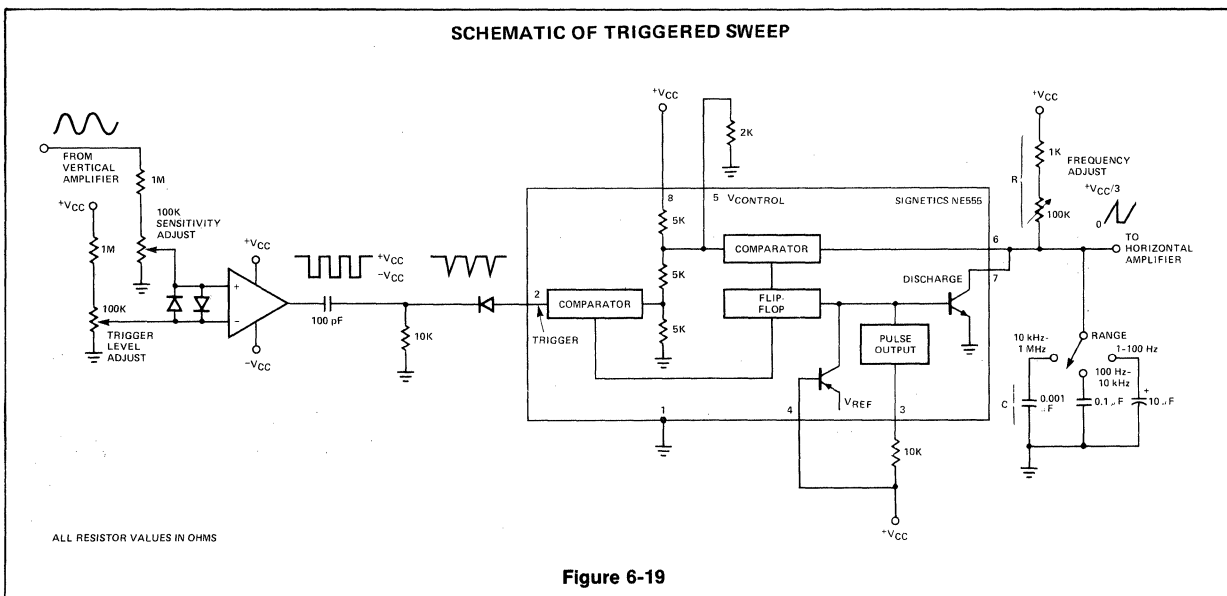 SCHEMATIC OF TRIGGERED SWEEP
FROM
VERTICAL
AMPLIFIER
+VCC
1M
100K
SENSITIVITY
ADJUST
1M
100K
TRIGGER
LEVEL
ADJUST
+VCC
+
−
−VCC
100 pF
+VCC
−VCC
10K
2
TRIGGER
COMPARATOR
+VCC
8
5K
5K
5K
2K
5 VCONTROL
SIGNETICS NE555
COMPARATOR
FLIP-
FLOP
DISCHARGE
PULSE
OUTPUT
VREF
1
4
3
10K
+VCC
6
7
+VCC
R
1K
FREQUENCY
ADJUST
100K
+VCC/3
0
TO
HORIZONTAL
AMPLIFIER
RANGE
10 kHz-
1 MHz
1-100 Hz
100 Hz-
10 kHz
C
0.001
μF
0.1 μF
+
10 μF
ALL RESISTOR VALUES IN OHMS
Figure 6-19